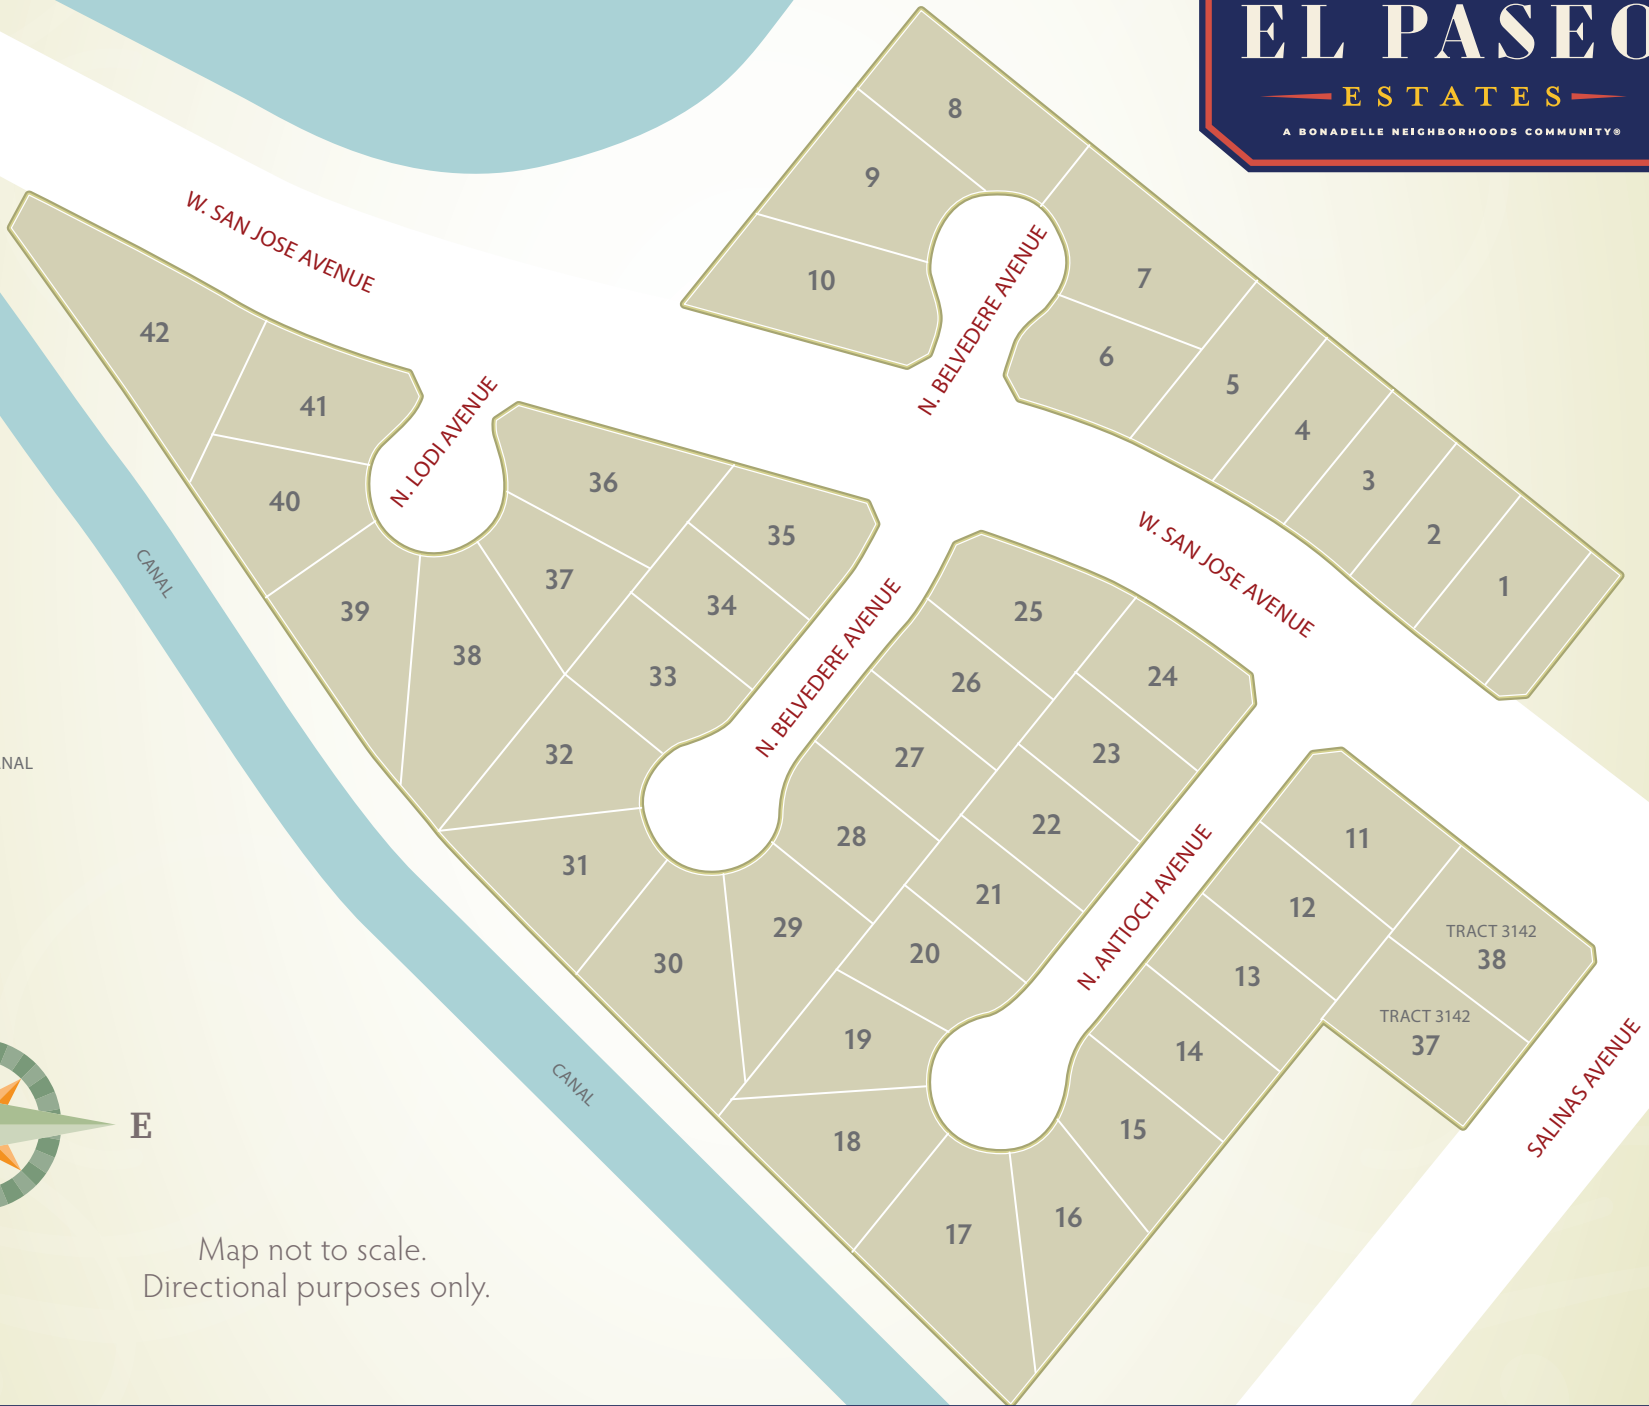 EL PASEO
ESTATES
A BONADELLE NEIGHBORHOODS COMMUNITY®
8
9
10
7
6
5
4
3
2
1
W. SAN JOSE AVENUE
N. BELVEDERE AVENUE
42
41
40
39
38
37
36
35
34
33
32
31
30
29
28
27
26
25
24
23
22
21
20
19
18
17
16
15
14
13
12
11
N. LODI AVENUE
N. BELVEDERE AVENUE
W. SAN JOSE AVENUE
N. ANTIOCH AVENUE
TRACT 3142
38
TRACT 3142
37
SALINAS AVENUE
CANAL
CANAL
NAL
E
Map not to scale.
Directional purposes only.